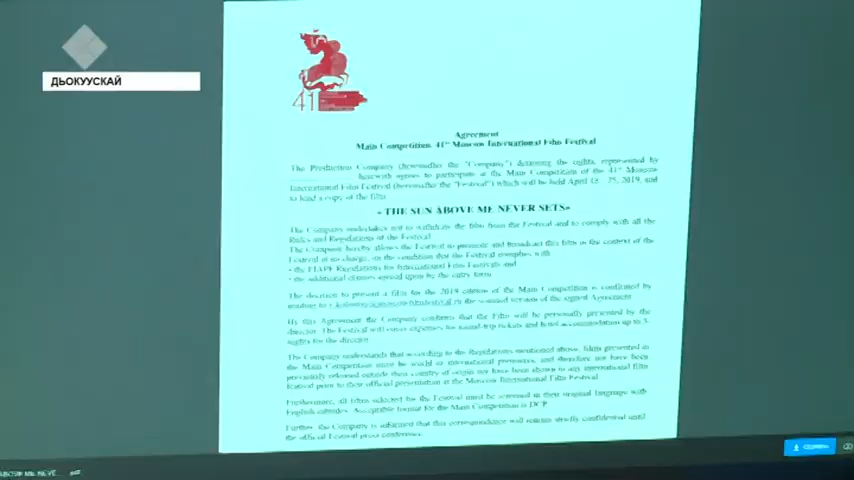 ДЬОКУУСКАЙ
41
Agreement
Main Competition, 41st Moscow International Film Festival
The Production Company (hereinafter the "Company") detaining the rights, represented by
herewith agrees to participate at the Main Competition of the 41st Moscow
International Film Festival (hereinafter the "Festival") which will be held April 18 - 25, 2019, and
to lend a copy of the film
« THE SUN ABOVE ME NEVER SETS»
The Company undertakes not to withdraw the film from the Festival and to comply with all the
Rules and Regulations of the Festival
The Company hereby allows the Festival to promote and broadcast this film in the context of the
Festival at no charge, on the condition that the Festival complies with
- the FIAPF Regulations for International Film Festivals and
- the additional clauses agreed upon by the entry form
The decision to present a film for the 2019 edition of the Main Competition is confirmed by
sending to the scanned version of the signed Agreement
By this Agreement the Company confirms that the Film will be personally presented by the
director. The Festival will cover expenses for round-trip tickets and hotel accommodation up to 3
nights for the director
The Company understands that according to the Regulations mentioned above, films presented in
the Main Competition must be world or international premieres, and therefore not have been
previously released outside their country of origin nor have been shown to any international film
festival prior to their official presentation at the Moscow International Film Festival
Furthermore, all films selected for the Festival must be screened in their original language with
English subtitles. Acceptable format for the Main Competition is DCP
Further, the Company is informed that this correspondence will remain strictly confidential until
the official Festival press conference.
Скачать